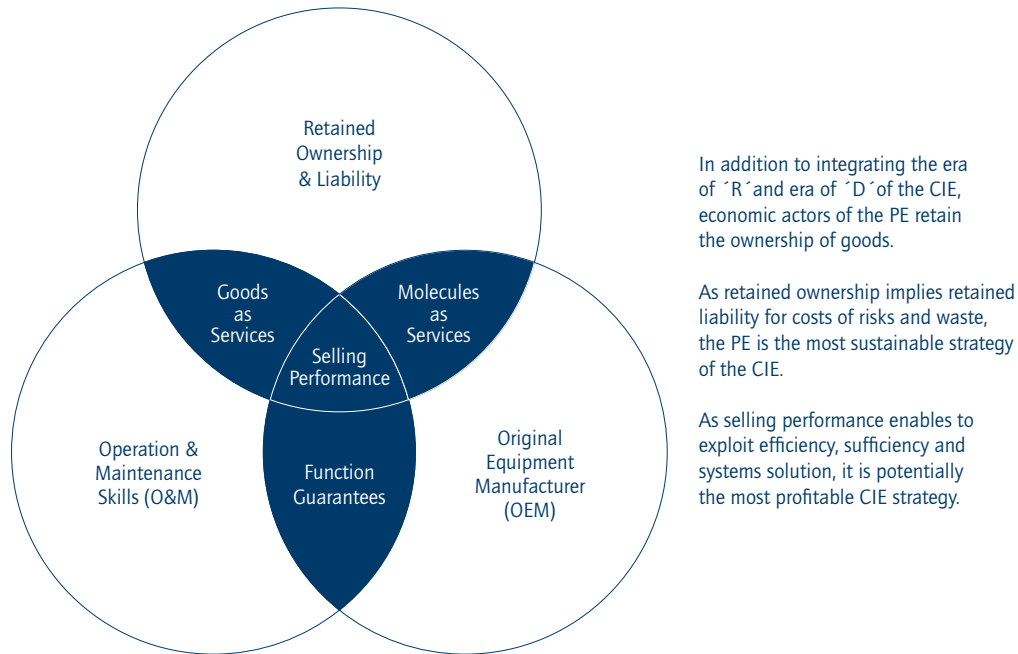 Retained
Ownership
& Liability
Goods
as
Services
Molecules
as
Services
Selling
Performance
Operation &
Maintenance
Skills (O&M)
Function
Guarantees
Original
Equipment
Manufacturer
(OEM)
In addition to integrating the era
of ´R´and era of ´D´of the CIE,
economic actors of the PE retain
the ownership of goods.
As retained ownership implies retained
liability for costs of risks and waste,
the PE is the most sustainable strategy
of the CIE.
As selling performance enables to
exploit efficiency, sufficiency and
systems solution, it is potentially
the most profitable CIE strategy.